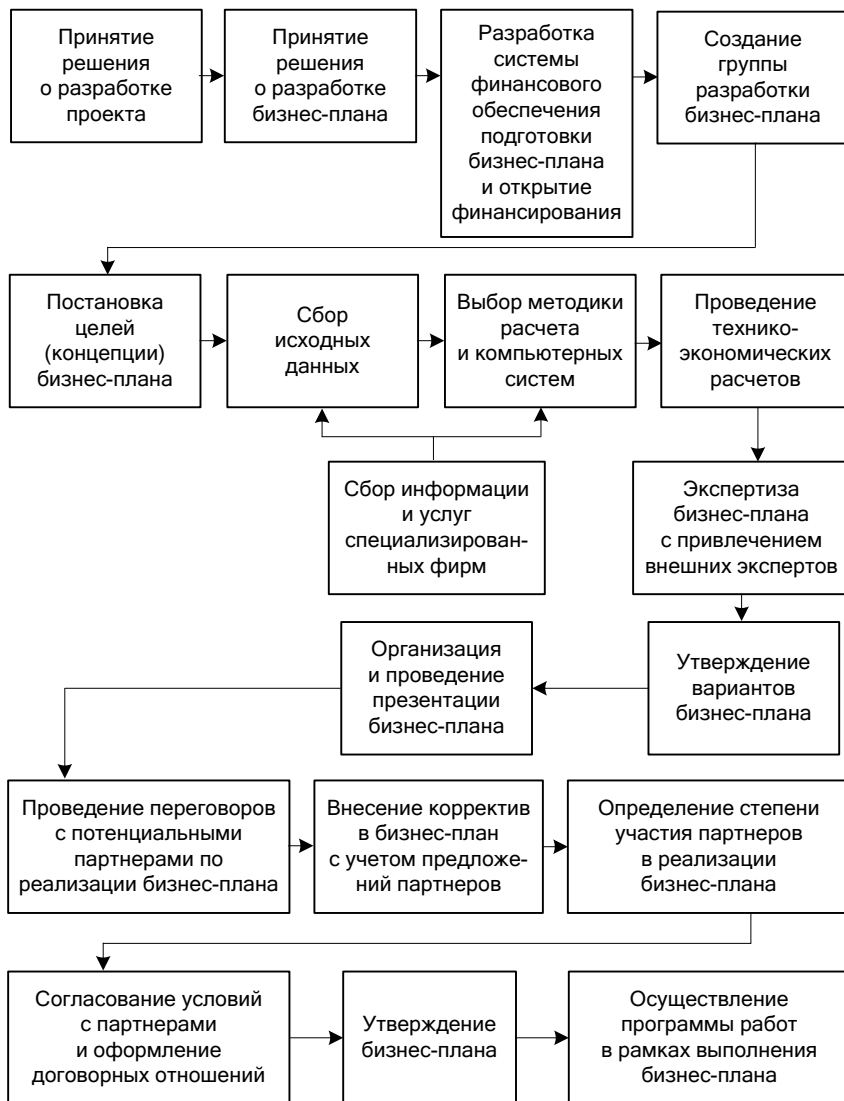 Принятие
решения
о разработке
проекта
Принятие
решения
о разработке
бизнес-плана
Разработка
системы
финансового
обеспечения
подготовки
бизнес-плана
и открытие
финансирования
Создание
группы
разработки
бизнес-плана
Постановка
целей
(концепции)
бизнес-плана
Сбор
исходных
данных
Выбор методики
расчета
и компьютерных
систем
Проведение
технико-
экономических
расчетов
Сбор информации
и услуг
специализирован-
ных фирм
Экспертиза
бизнес-плана
с привлечением
внешних экспертов
Организация
и проведение
презентации
бизнес-плана
Утверждение
вариантов
бизнес-плана
Проведение переговоров
с потенциальными
партнерами по
реализации бизнес-плана
Внесение корректив
в бизнес-план
с учетом предложе-
ний партнеров
Определение степени
участия партнеров
в реализации
бизнес-плана
Согласование условий
с партнерами
и оформление
договорных отношений
Утверждение
бизнес-плана
Осуществление
программы работ
в рамках выполнения
бизнес-плана